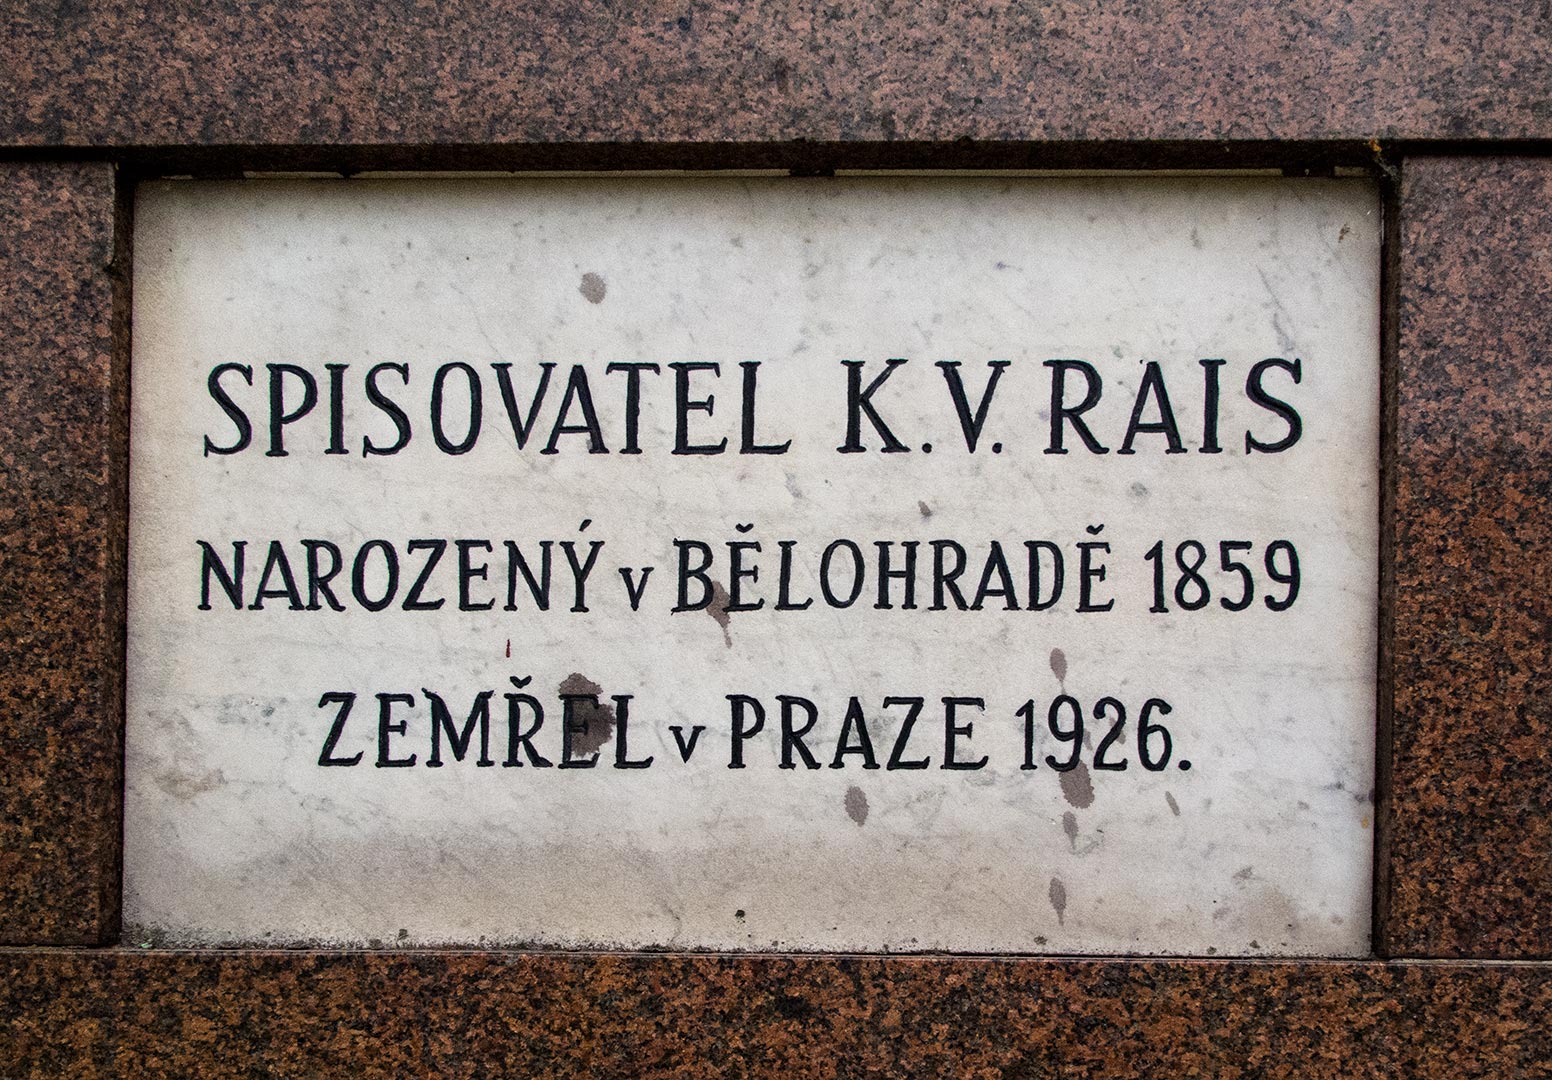 SPISOVATEL K.V. RAIS
NAROZENÝ v BĚLOHRADĚ 1859
ZEMŘEL v PRAZE 1926.